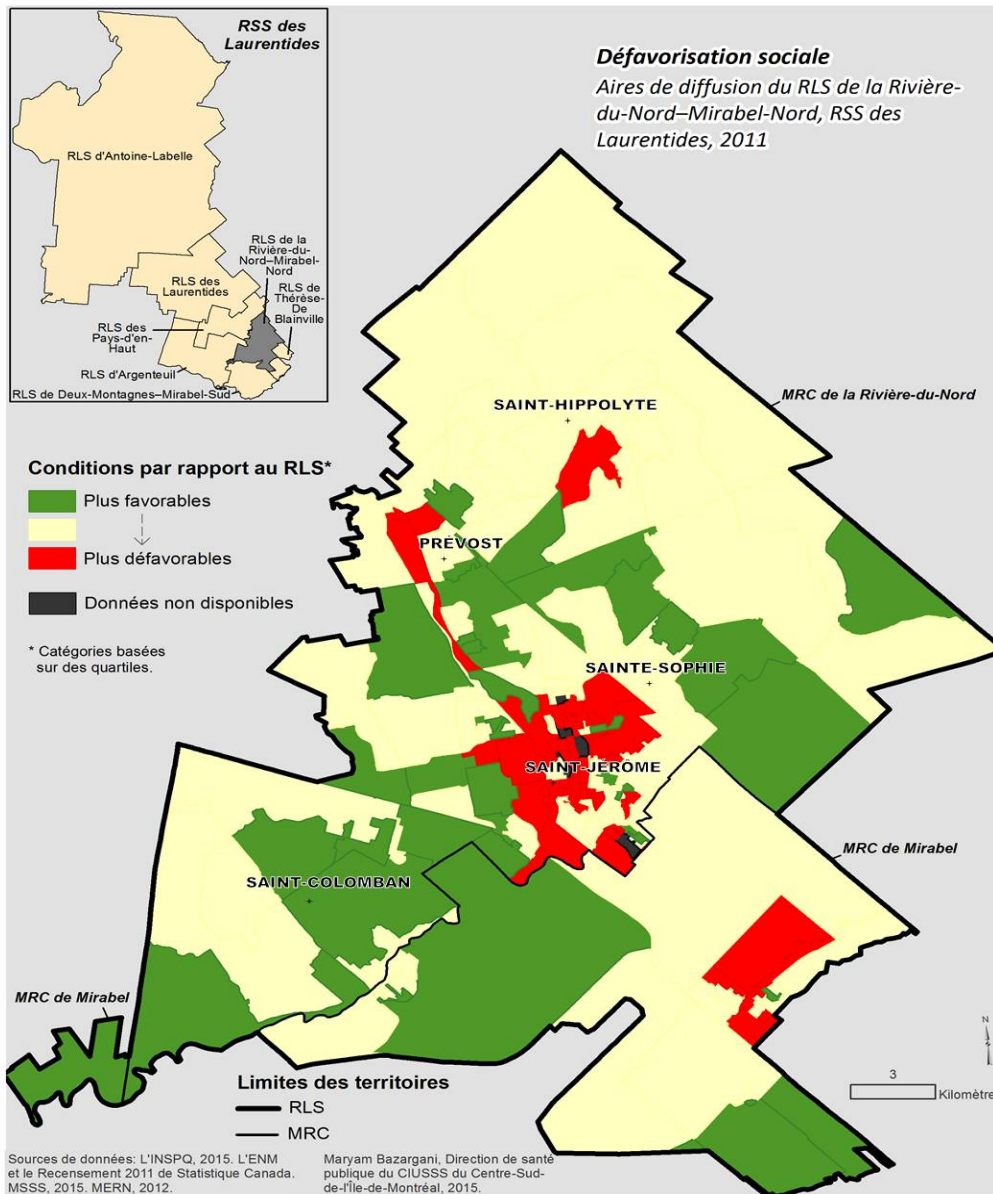 RSS des
Laurentides
RLS d'Antoine-Labelle
RLS de la
Rivière-du-
Nord–Mirabel-
Nord
RLS des
Laurentides
RLS de
Thérèse-
De
Blainville
RLS des
Pays-d'en-
Haut
RLS d'Argenteuil
RLS de Deux-Montagnes–Mirabel-Sud
Défavorisation sociale
Aires de diffusion du RLS de la Rivière-
du-Nord–Mirabel-Nord, RSS des
Laurentides, 2011
MRC de la Rivière-du-Nord
SAINT-HIPPOLYTE
Conditions par rapport au RLS*
Plus favorables
Plus défavorables
Données non disponibles
* Catégories basées
sur des quartiles.
PRÉVOST
SAINTE-SOPHIE
SAINT-JÉRÔME
MRC de Mirabel
SAINT-COLOMBAN
MRC de Mirabel
N
3
Kilomètre
Limites des territoires
RLS
MRC
Sources de données: L'INSPQ, 2015. L'ENM
et le Recensement 2011 de Statistique Canada.
MSSS, 2015. MERN, 2012.
Maryam Bazargani, Direction de santé
publique du CIUSSS du Centre-Sud-
de-l'Île-de-Montréal, 2015.